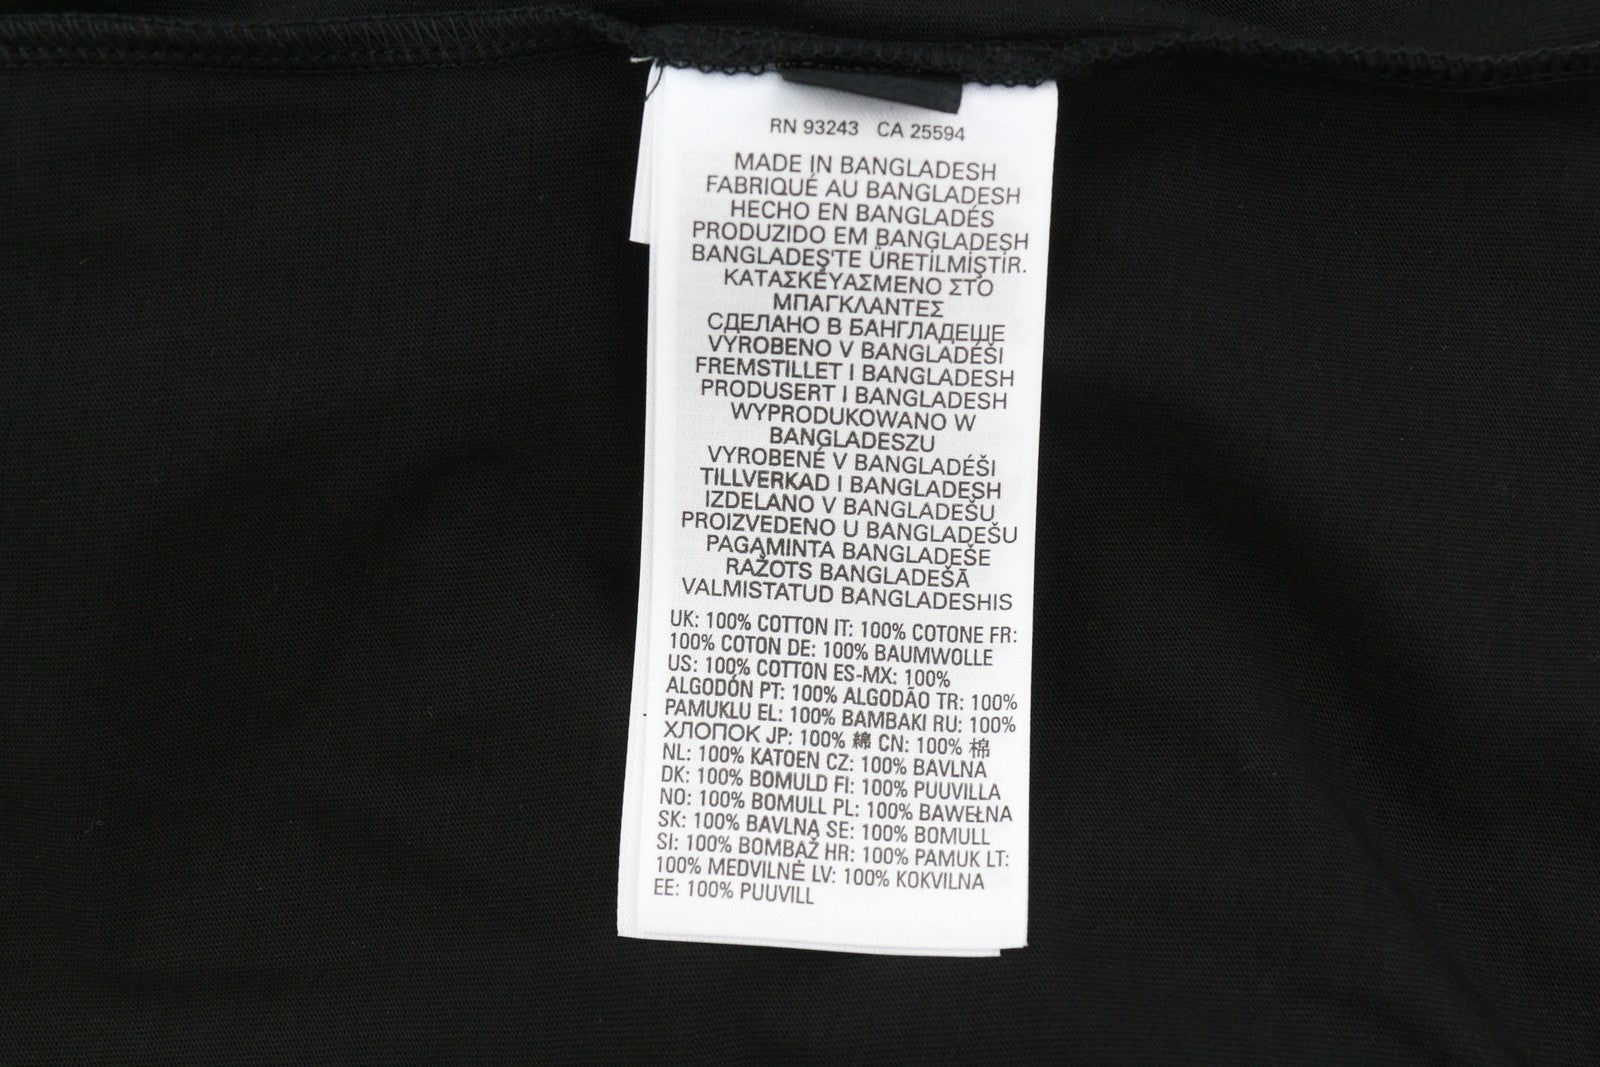 RN 93243 CA 25594
MADE IN BANGLADESH
FABRIQUÉ AU BANGLADESH
HECHO EN BANGLADÉS
PRODUZIDO EM BANGLADESH
BANGLADEŞ'TE ÜRETİLMİŞTİR.
ΚΑΤΑΣΚΕΥΑΣΜΕΝΟ ΣΤΟ
ΜΠΑΓΚΛΑΝΤΕΣ
СДЕЛАНО В БАНГЛАДЕШЕ
VYROBENO V BANGLADÉŠI
FREMSTILLET I BANGLADESH
PRODUSERT I BANGLADESH
WYPRODUKOWANO W
BANGLADESZU
VYROBENÉ V BANGLADÉŠI
TILLVERKAD I BANGLADESH
IZDELANO V BANGLADEŠU
PROIZVEDENO U BANGLADEŠU
PAGAMINTA BANGLADEŠE
RAŽOTS BANGLADEŠĀ
VALMISTATUD BANGLADESHIS
UK: 100% COTTON IT: 100% COTONE FR:
100% COTON DE: 100% BAUMWOLLE
US: 100% COTTON ES-MX: 100%
ALGODÓN PT: 100% ALGODÃO TR: 100%
PAMUKLU EL: 100% BAMBAKI RU: 100%
ХЛОПОК JP: 100% 綿 CN: 100% 棉
NL: 100% KATOEN CZ: 100% BAVLNA
DK: 100% BOMULD FI: 100% PUUVILLA
NO: 100% BOMULL PL: 100% BAWEŁNA
SK: 100% BAVLNA SE: 100% BOMULL
SI: 100% BOMBAŽ HR: 100% PAMUK LT:
100% MEDVILNĖ LV: 100% KOKVILNA
EE: 100% PUUVILL